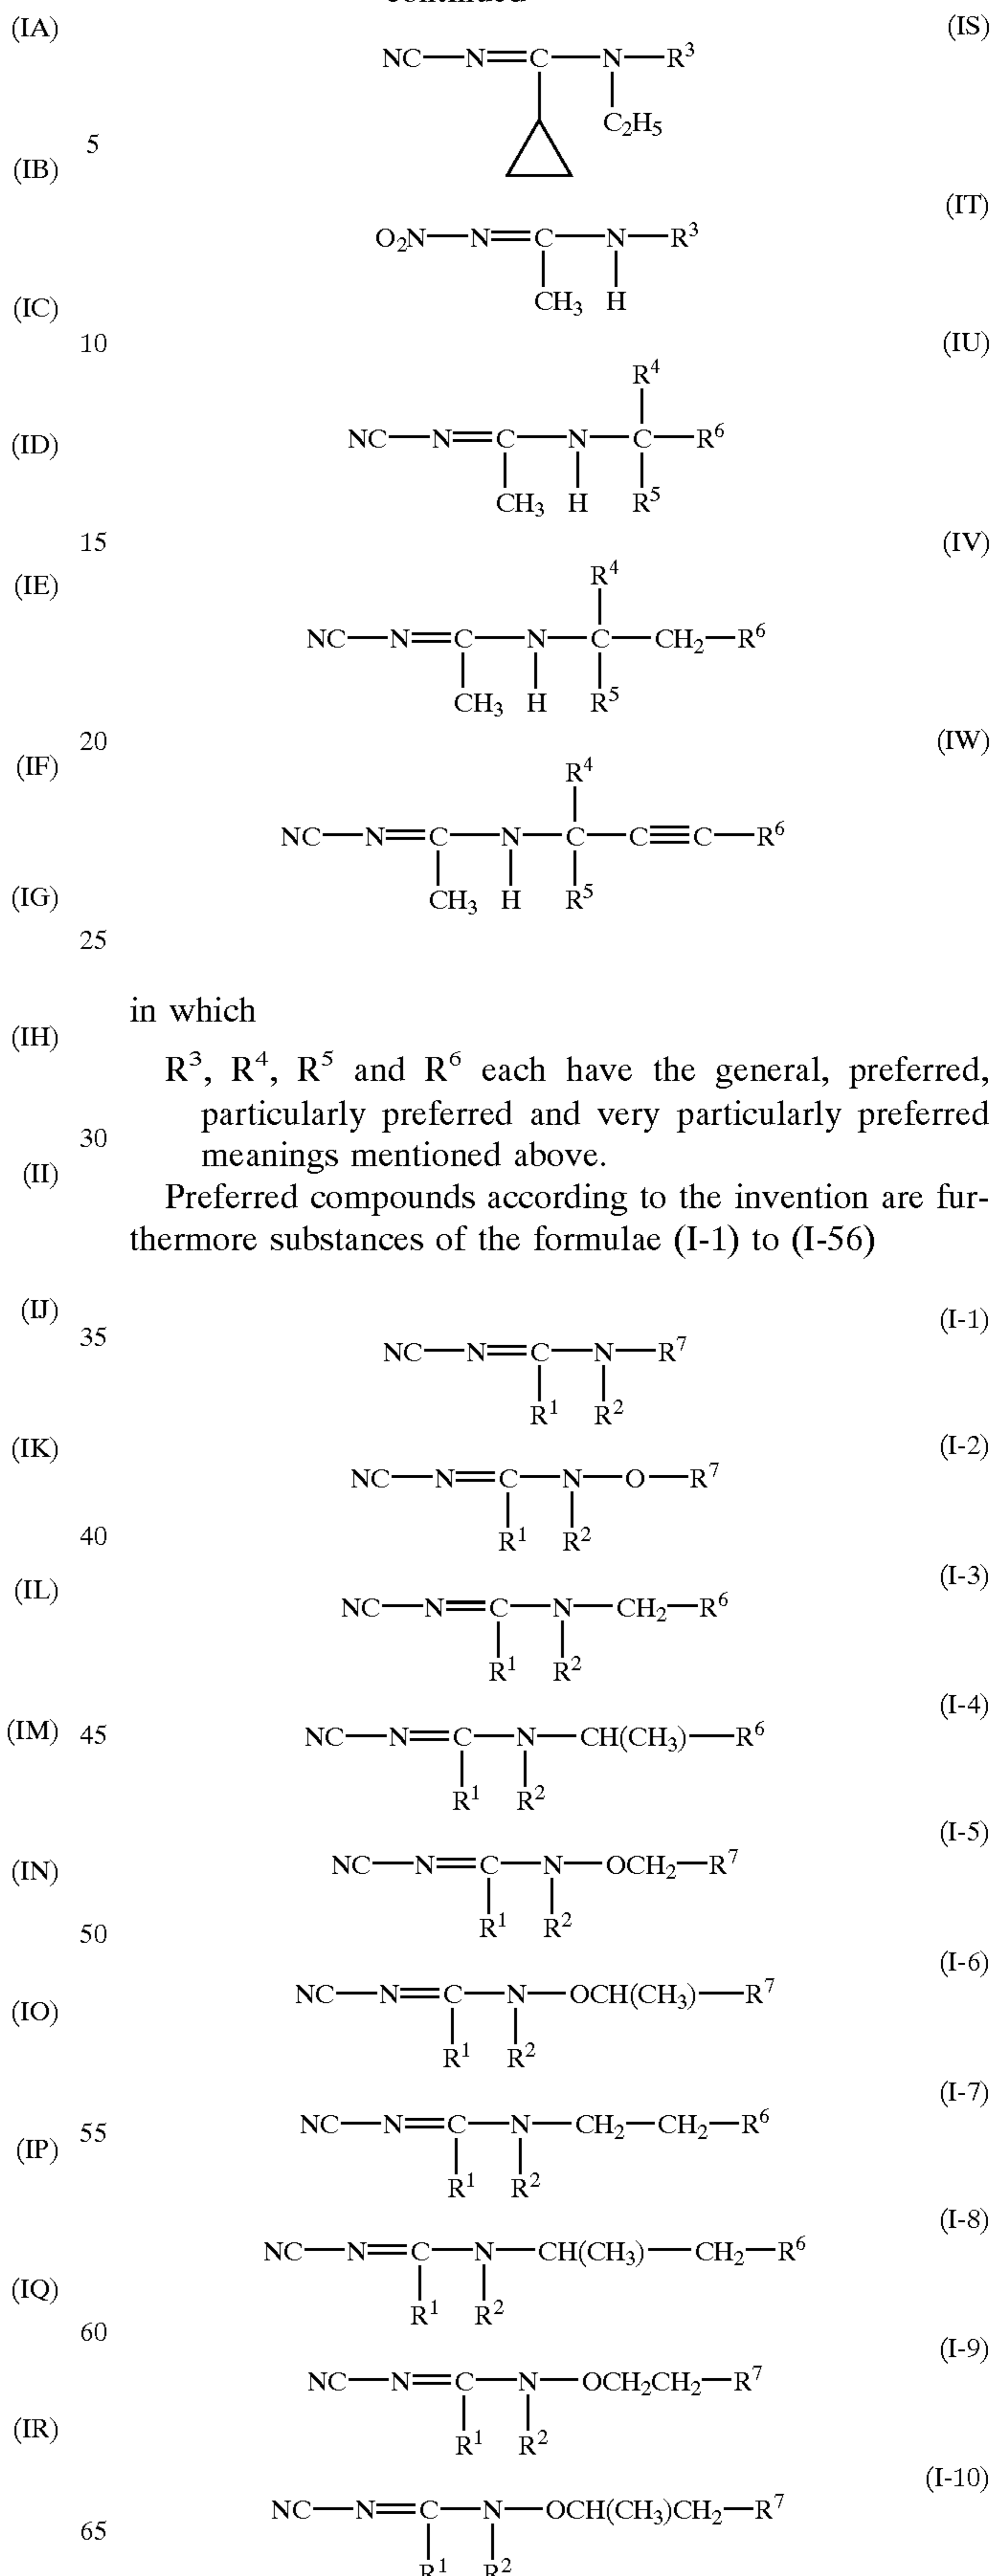 (IA)
(IS)
NC—N=C—N—R³
C₂H₅
5
(IB)
(IT)
O₂N—N=C—N—R³
CH₃ H
(IC)
10
(IU)
R⁴
(ID)
NC—N=C—N—C—R⁶
CH₃ H R⁵
15
(IV)
R⁴
(IE)
NC—N=C—N—C—CH₂—R⁶
CH₃ H R⁵
20
(IW)
(IF)
R⁴
NC—N=C—N—C—C≡C—R⁶
(IG)
CH₃ H R⁵
25
in which
(IH)
R³, R⁴, R⁵ and R⁶ each have the general, preferred,
particularly preferred and very particularly preferred
30
meanings mentioned above.
(II)
Preferred compounds according to the invention are fur-
thermore substances of the formulae (I-1) to (I-56)
(IJ)
(I-1)
35
NC—N=C—N—R⁷
R¹ R²
(IK)
(I-2)
NC—N=C—N—O—R⁷
40
R¹ R²
(IL)
(I-3)
NC—N=C—N—CH₂—R⁶
R¹ R²
(I-4)
(IM)
45
NC—N=C—N—CH(CH₃)—R⁶
R¹ R²
(I-5)
(IN)
NC—N=C—N—OCH₂—R⁷
R¹ R²
50
(I-6)
(IO)
NC—N=C—N—OCH(CH₃)—R⁷
R¹ R²
(I-7)
55
(IP)
NC—N=C—N—CH₂—CH₂—R⁶
R¹ R²
(I-8)
NC—N=C—N—CH(CH₃)—CH₂—R⁶
(IQ)
R¹ R²
60
(I-9)
NC—N=C—N—OCH₂CH₂—R⁷
(IR)
R¹ R²
(I-10)
NC—N=C—N—OCH(CH₃)CH₂—R⁷
65
R¹ R²